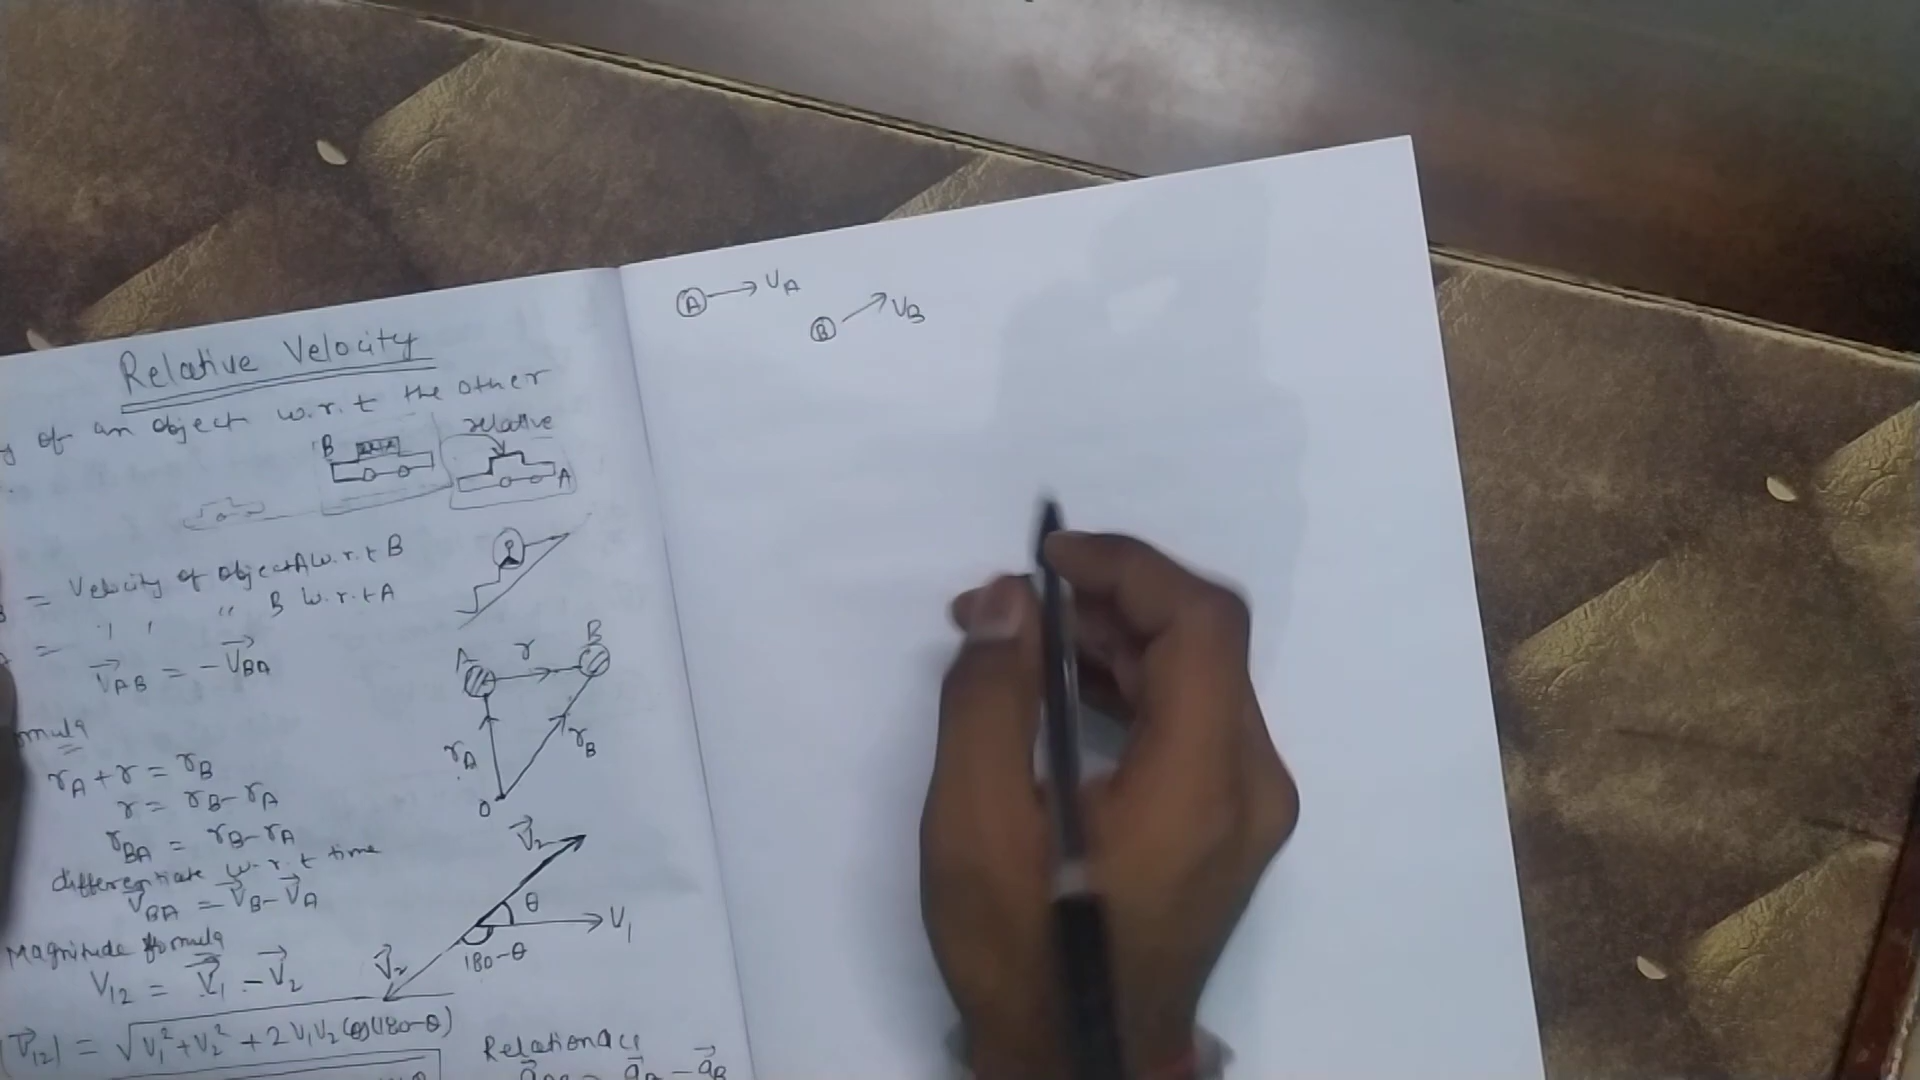 Relative Velocity
y of an object w.r.t the other
relative
B
A
= Velocity of object A w.r.t B
= ' ' " B w.r.t A
V⃗AB = -V⃗BA
mula
rA + r = rB
r = rB - rA
rBA = rB - rA
differentiate w.r.t time
V⃗BA = V⃗B - V⃗A
Magnitude formula
V12 = V⃗1 - V⃗2
|V⃗12| = √V1² + V2² + 2V1V2 Cos(180-θ)
A
r
B
rA
rB
O
V⃗2
θ
V1
180-θ
V⃗2
A → VA
B → VB